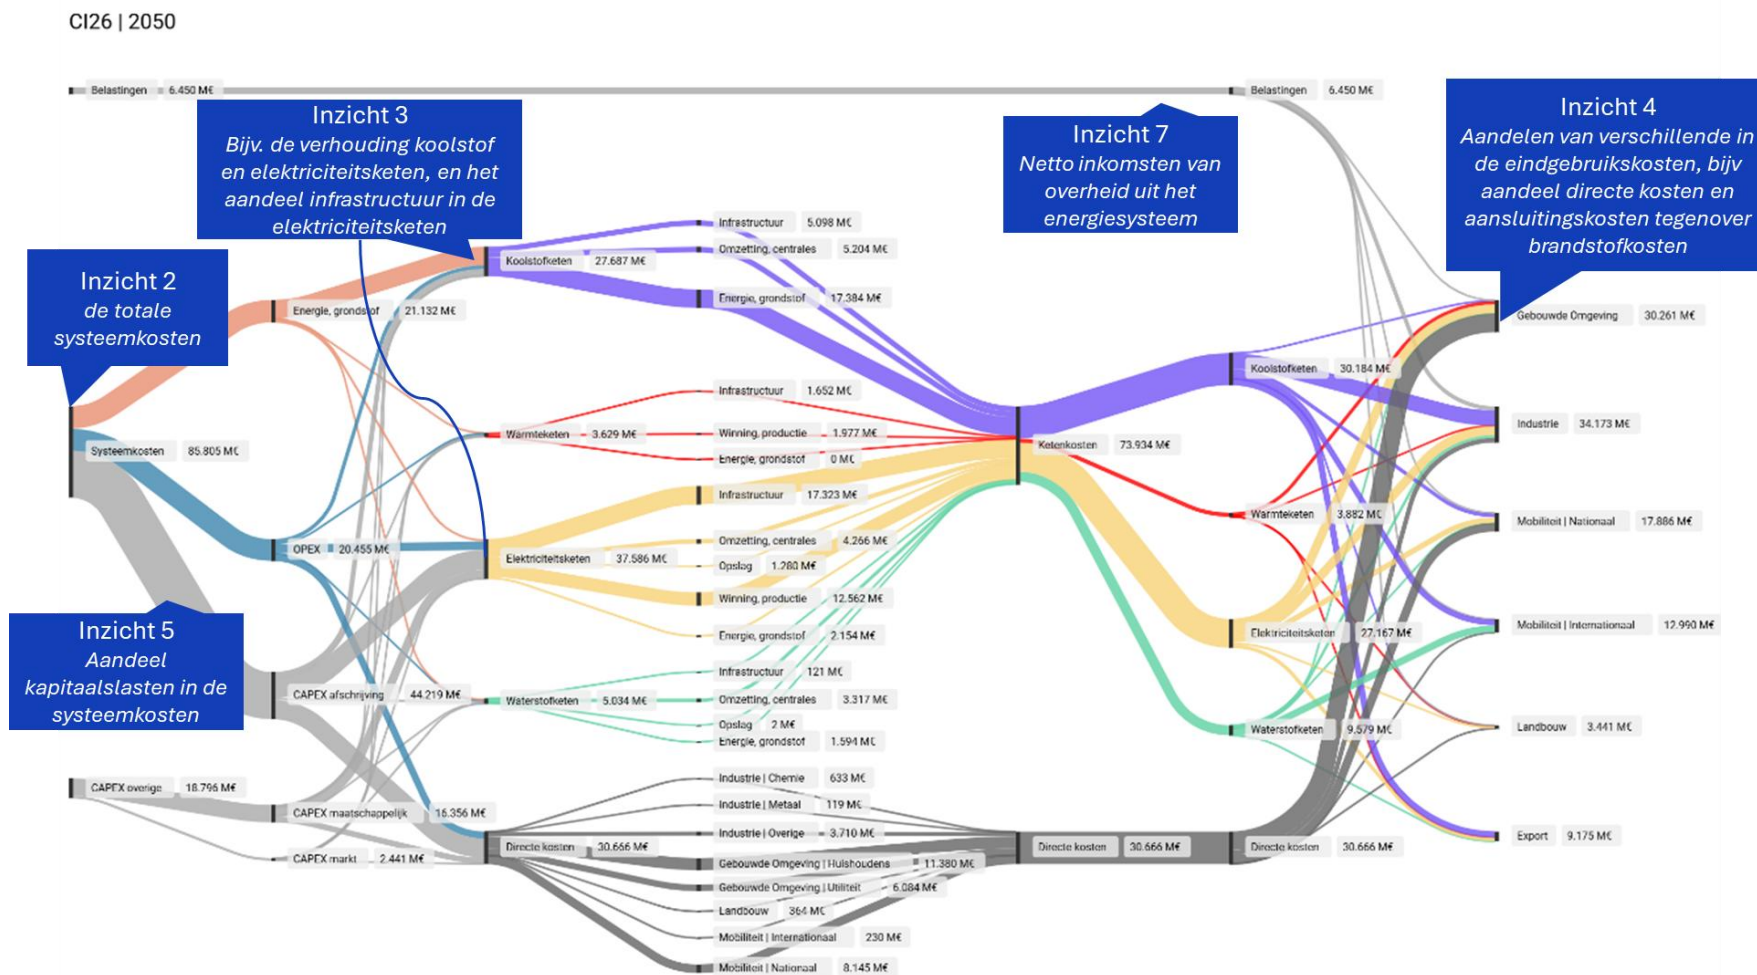 CI26 | 2050
Belastingen 6.450 M€
Belastingen 6.450 M€
Inzicht 3
Bijv. de verhouding koolstof
en elektriciteitsketen, en het
aandeel infrastructuur in de
elektriciteitsketen
Inzicht 7
Netto inkomsten van
overheid uit het
energiesysteem
Inzicht 4
Aandelen van verschillende in
de eindgebruikskosten, bijv
aandeel directe kosten en
aansluitingskosten tegenover
brandstofkosten
Inzicht 2
de totale
systeemkosten
Inzicht 5
Aandeel
kapitaalslasten in de
systeemkosten
Systeemkosten 85.805 M€
CAPEX overige 18.796 M€
Energie, grondstof 21.132 M€
OPEX 20.455 M€
CAPEX afschrijving 44.219 M€
CAPEX maatschappelijk 16.356 M€
CAPEX markt 2.441 M€
Koolstofketen 27.687 M€
Warmteketen 3.629 M€
Elektriciteitsketen 37.586 M€
Waterstofketen 5.034 M€
Directe kosten 30.666 M€
Infrastructuur 5.098 M€
Omzetting, centrales 5.204 M€
Energie, grondstof 17.384 M€
Infrastructuur 1.652 M€
Winning, productie 1.977 M€
Energie, grondstof 0 M€
Infrastructuur 17.323 M€
Omzetting, centrales 4.266 M€
Opslag 1.280 M€
Winning, productie 12.562 M€
Energie, grondstof 2.154 M€
Infrastructuur 121 M€
Omzetting, centrales 3.317 M€
Opslag 2 M€
Energie, grondstof 1.594 M€
Industrie | Chemie 633 M€
Industrie | Metaal 119 M€
Industrie | Overige 3.710 M€
Gebouwde Omgeving | Huishoudens 11.380 M€
Gebouwde Omgeving | Utiliteit 6.084 M€
Landbouw 364 M€
Mobiliteit | Internationaal 230 M€
Mobiliteit | Nationaal 8.145 M€
Ketenkosten 73.934 M€
Directe kosten 30.666 M€
Koolstofketen 30.184 M€
Warmteketen 3.882 M€
Elektriciteitsketen 27.167 M€
Waterstofketen 9.579 M€
Directe kosten 30.666 M€
Gebouwde Omgeving 30.261 M€
Industrie 34.173 M€
Mobiliteit | Nationaal 17.886 M€
Mobiliteit | Internationaal 12.990 M€
Landbouw 3.441 M€
Export 9.175 M€